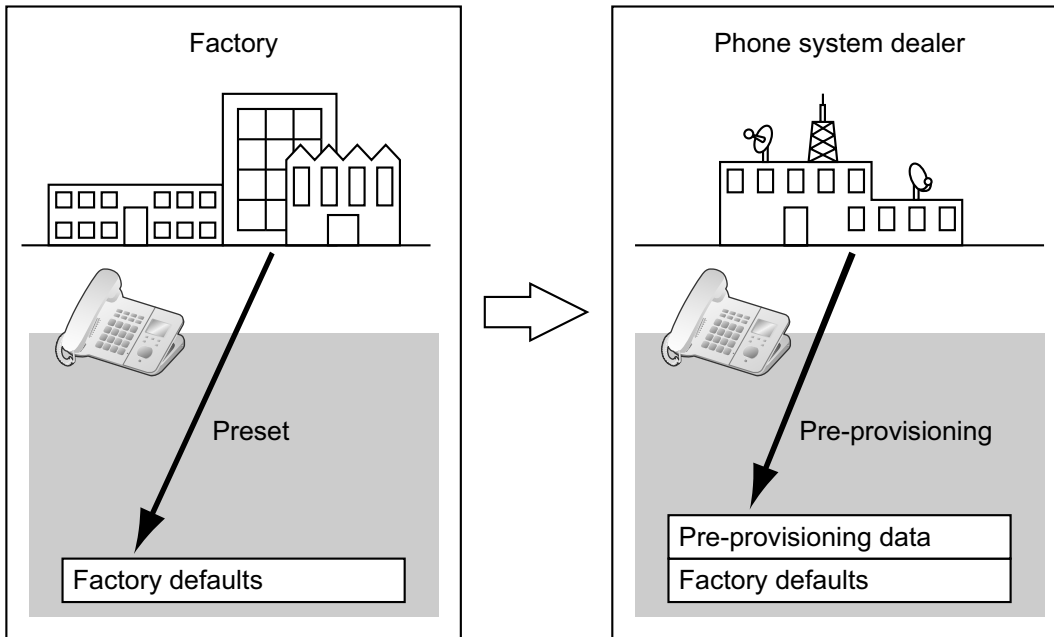 Factory
Preset
Factory defaults
Phone system dealer
Pre-provisioning
Pre-provisioning data
Factory defaults